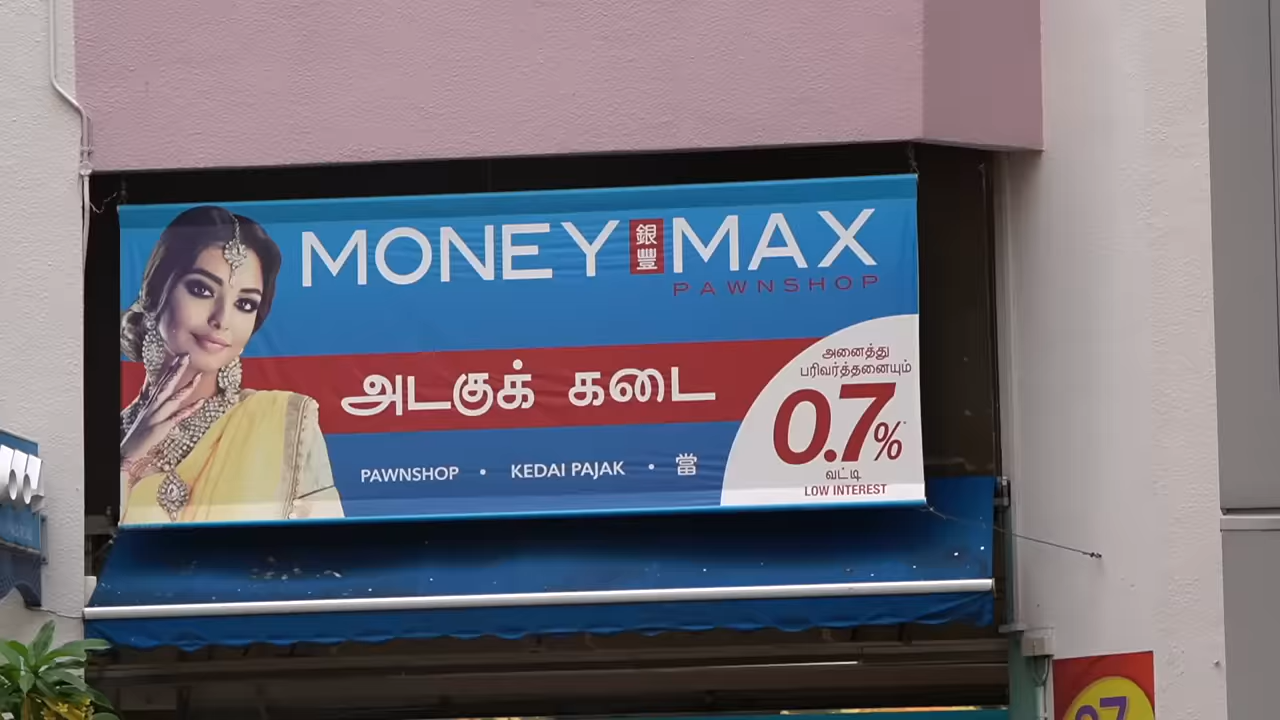 MONEY 銀豐 MAX
PAWNSHOP
அடகுக் கடை
PAWNSHOP • KEDAI PAJAK • 當
அனைத்து
பரிவர்த்தனையும்
0.7%
வட்டி
LOW INTEREST
97